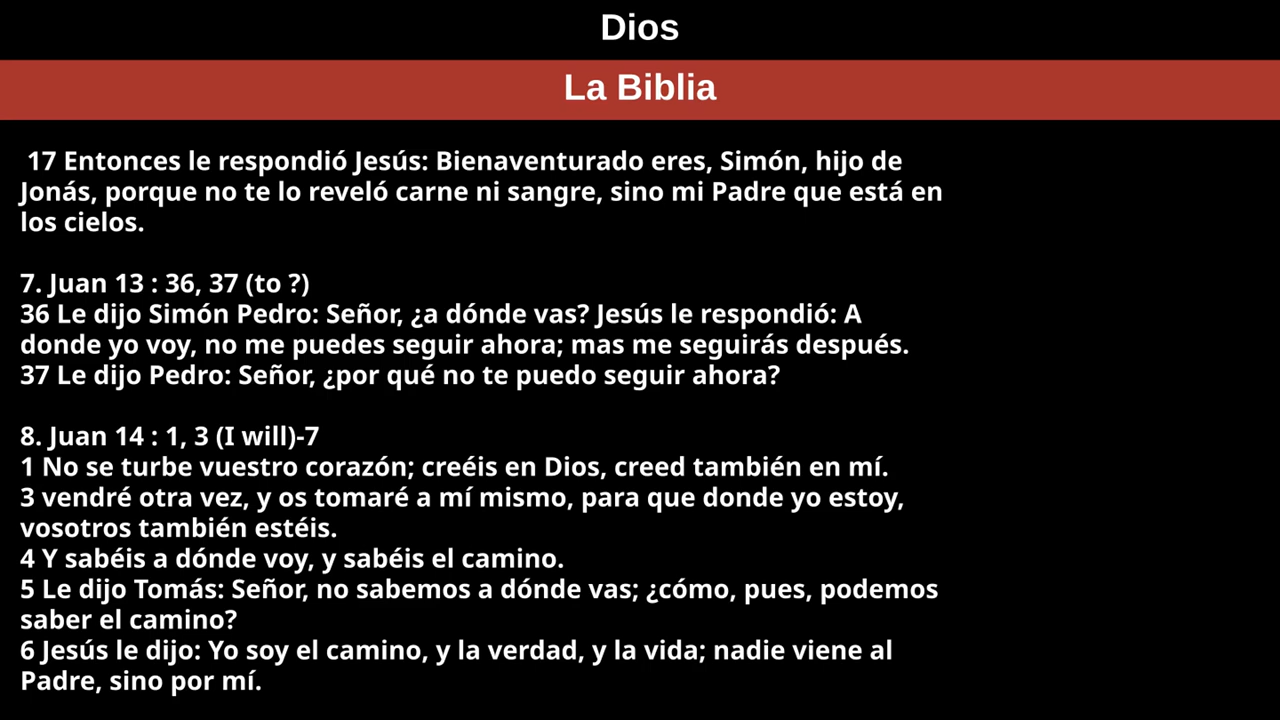 Dios
La Biblia
17 Entonces le respondió Jesús: Bienaventurado eres, Simón, hijo de
Jonás, porque no te lo reveló carne ni sangre, sino mi Padre que está en
los cielos.
7. Juan 13 : 36, 37 (to ?)
36 Le dijo Simón Pedro: Señor, ¿a dónde vas? Jesús le respondió: A
donde yo voy, no me puedes seguir ahora; mas me seguirás después.
37 Le dijo Pedro: Señor, ¿por qué no te puedo seguir ahora?
8. Juan 14 : 1, 3 (I will)-7
1 No se turbe vuestro corazón; creéis en Dios, creed también en mí.
3 vendré otra vez, y os tomaré a mí mismo, para que donde yo estoy,
vosotros también estéis.
4 Y sabéis a dónde voy, y sabéis el camino.
5 Le dijo Tomás: Señor, no sabemos a dónde vas; ¿cómo, pues, podemos
saber el camino?
6 Jesús le dijo: Yo soy el camino, y la verdad, y la vida; nadie viene al
Padre, sino por mí.